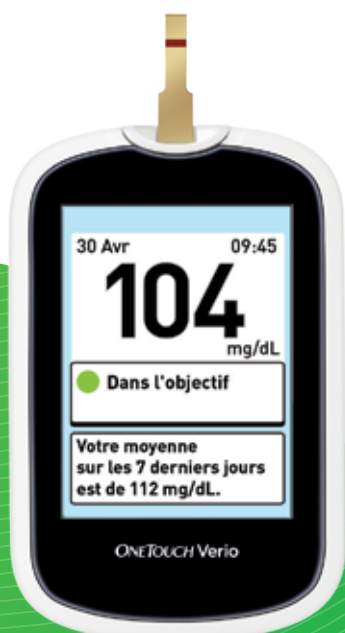 30 Avr 09:45
104
mg/dL
Dans l'objectif
Votre moyenne
sur les 7 derniers jours
est de 112 mg/dL.
ONETOUCH Verio